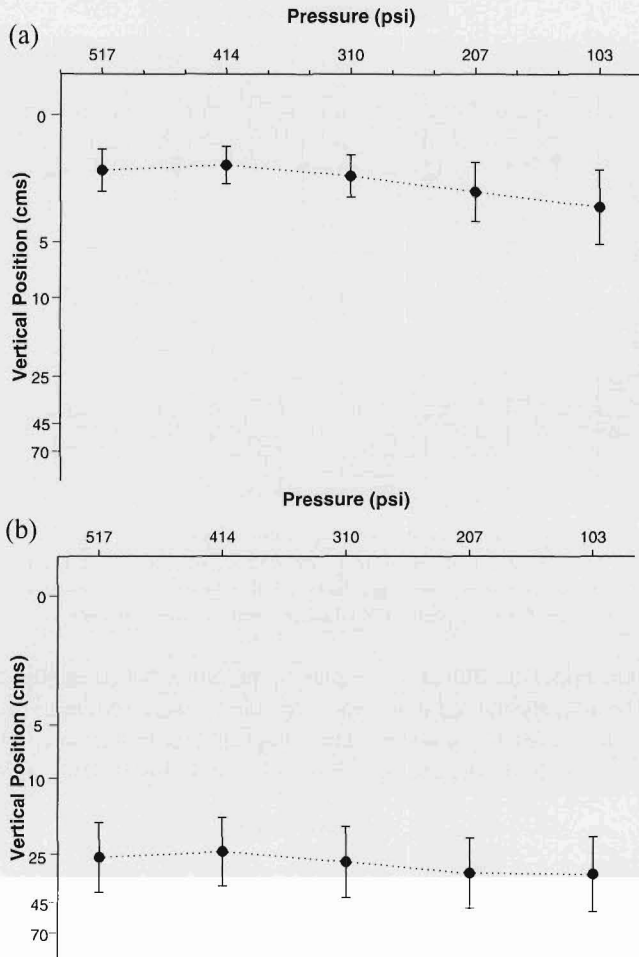 Pressure (psi)
(a)
517 414 310 207 103
Vertical Position (cms)
0
5
10
25
45
70
Pressure (psi)
(b)
517 414 310 207 103
Vertical Position (cms)
0
5
10
25
45
70